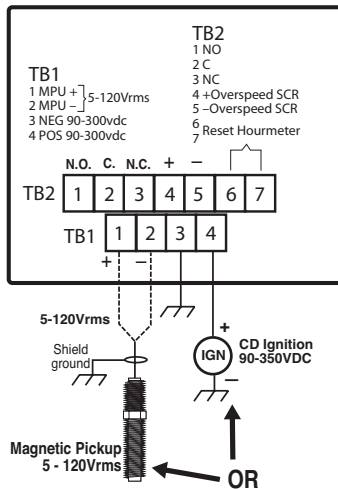 TB2
1 NO
2 C
3 NC
4 +Overspeed SCR
5 –Overspeed SCR
6
7
Reset Hourmeter
TB1
1 MPU +
2 MPU –
5-120Vrms
3 NEG 90-300vdc
4 POS 90-300vdc
N.O. C. N.C. + –
TB2 1 2 3 4 5 6 7
TB1 1 2 3 4
+ –
5-120Vrms
Shield
ground
+
IGN
CD Ignition
90-350VDC
–
Magnetic Pickup
5 - 120Vrms
OR